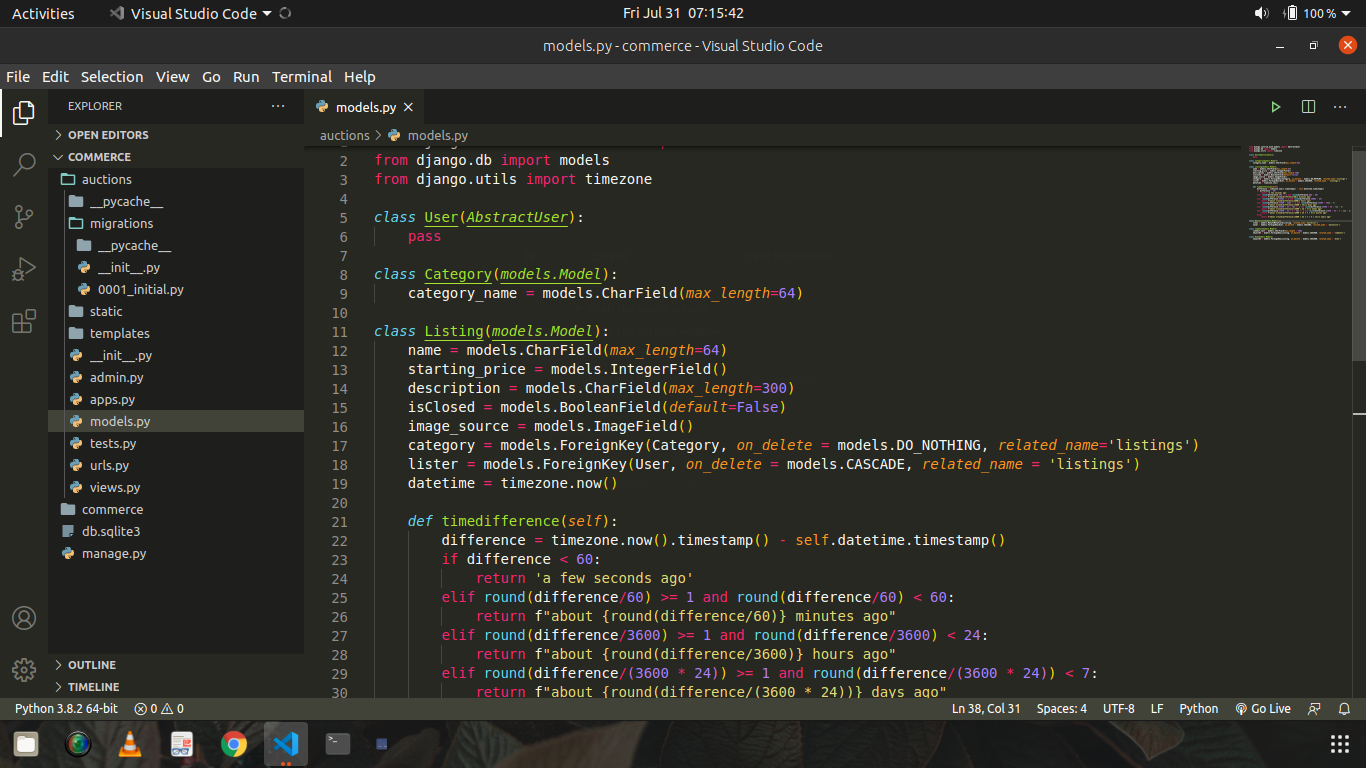 Activities
Visual Studio Code
Fri Jul 31 07:15:42
100 %
models.py - commerce - Visual Studio Code
File Edit Selection View Go Run Terminal Help
EXPLORER
OPEN EDITORS
COMMERCE
auctions
__pycache__
migrations
__pycache__
__init__.py
0001_initial.py
static
templates
__init__.py
admin.py
apps.py
models.py
tests.py
urls.py
views.py
commerce
db.sqlite3
manage.py
OUTLINE
TIMELINE
models.py
auctions > models.py
2 from django.db import models
3 from django.utils import timezone
4
5 class User(AbstractUser):
6 pass
7
8 class Category(models.Model):
9 category_name = models.CharField(max_length=64)
10
11 class Listing(models.Model):
12 name = models.CharField(max_length=64)
13 starting_price = models.IntegerField()
14 description = models.CharField(max_length=300)
15 isClosed = models.BooleanField(default=False)
16 image_source = models.ImageField()
17 category = models.ForeignKey(Category, on_delete = models.DO_NOTHING, related_name='listings')
18 lister = models.ForeignKey(User, on_delete = models.CASCADE, related_name = 'listings')
19 datetime = timezone.now()
20
21 def timedifference(self):
22 difference = timezone.now().timestamp() - self.datetime.timestamp()
23 if difference < 60:
24 return 'a few seconds ago'
25 elif round(difference/60) >= 1 and round(difference/60) < 60:
26 return f"about {round(difference/60)} minutes ago"
27 elif round(difference/3600) >= 1 and round(difference/3600) < 24:
28 return f"about {round(difference/3600)} hours ago"
29 elif round(difference/(3600 * 24)) >= 1 and round(difference/(3600 * 24)) < 7:
30 return f"about {round(difference/(3600 * 24))} days ago"
Python 3.8.2 64-bit 0 0
Ln 38, Col 31 Spaces: 4 UTF-8 LF Python Go Live